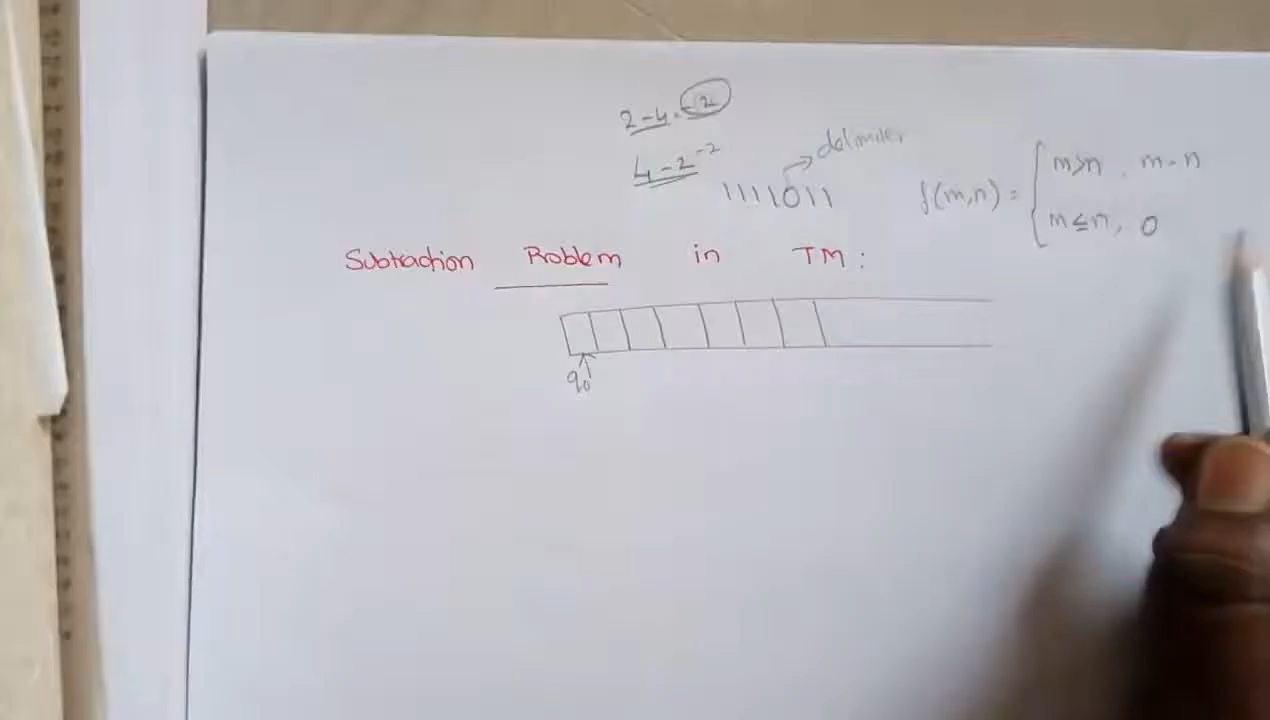 2-4=-2
4-2=2
delimiter
1111011
f(m,n) = { m>n, m-n
m≤n, 0
Subtraction Problem in TM:
q0